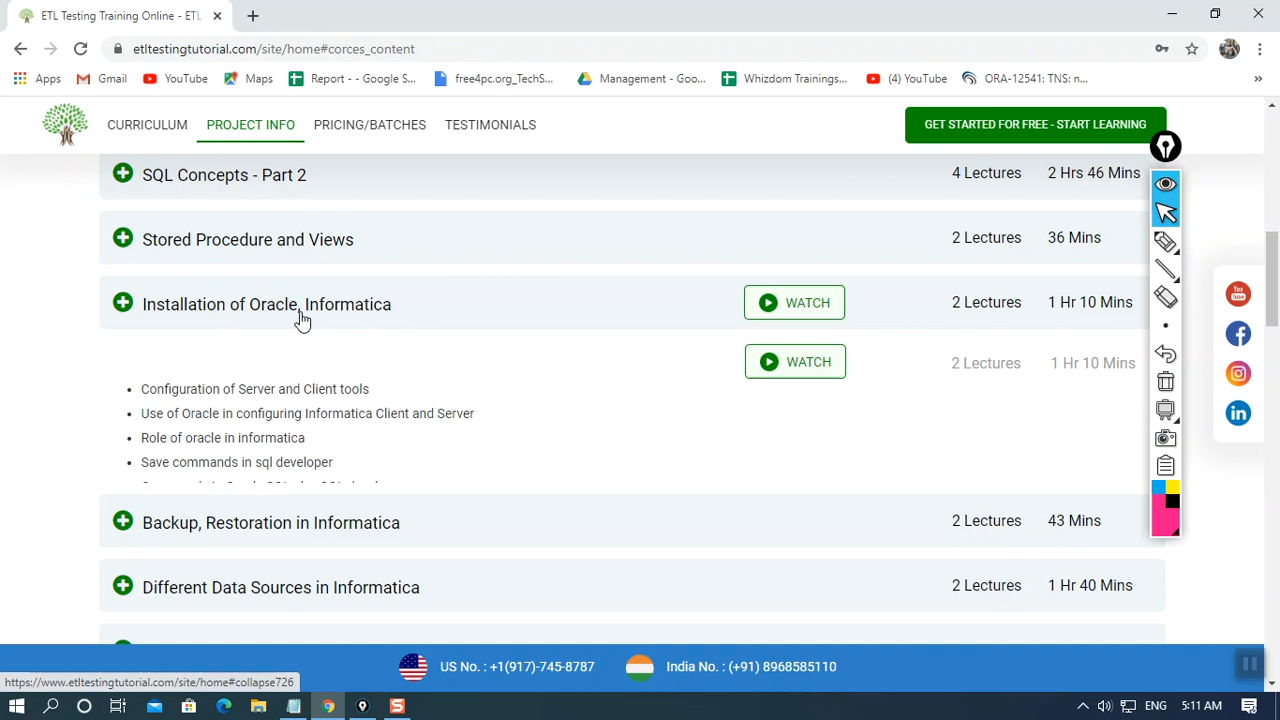 ETL Testing Training Online - ETL
etltestingtutorial.com/site/home#corces_content
Apps
Gmail
YouTube
Maps
Report - - Google S...
free4pc.org_TechS...
Management - Goo...
Whizdom Trainings...
(4) YouTube
ORA-12541: TNS: n...
»
CURRICULUM
PROJECT INFO
PRICING/BATCHES
TESTIMONIALS
GET STARTED FOR FREE - START LEARNING
SQL Concepts - Part 2
4 Lectures
2 Hrs 46 Mins
Stored Procedure and Views
2 Lectures
36 Mins
Installation of Oracle, Informatica
WATCH
2 Lectures
1 Hr 10 Mins
WATCH
2 Lectures
1 Hr 10 Mins
• Configuration of Server and Client tools
• Use of Oracle in configuring Informatica Client and Server
• Role of oracle in informatica
• Save commands in sql developer
Backup, Restoration in Informatica
2 Lectures
43 Mins
Different Data Sources in Informatica
2 Lectures
1 Hr 40 Mins
You Tube
in
US No. : +1(917)-745-8787
India No. : (+91) 8968585110
https://www.etltestingtutorial.com/site/home#collapse726
ENG
5:11 AM